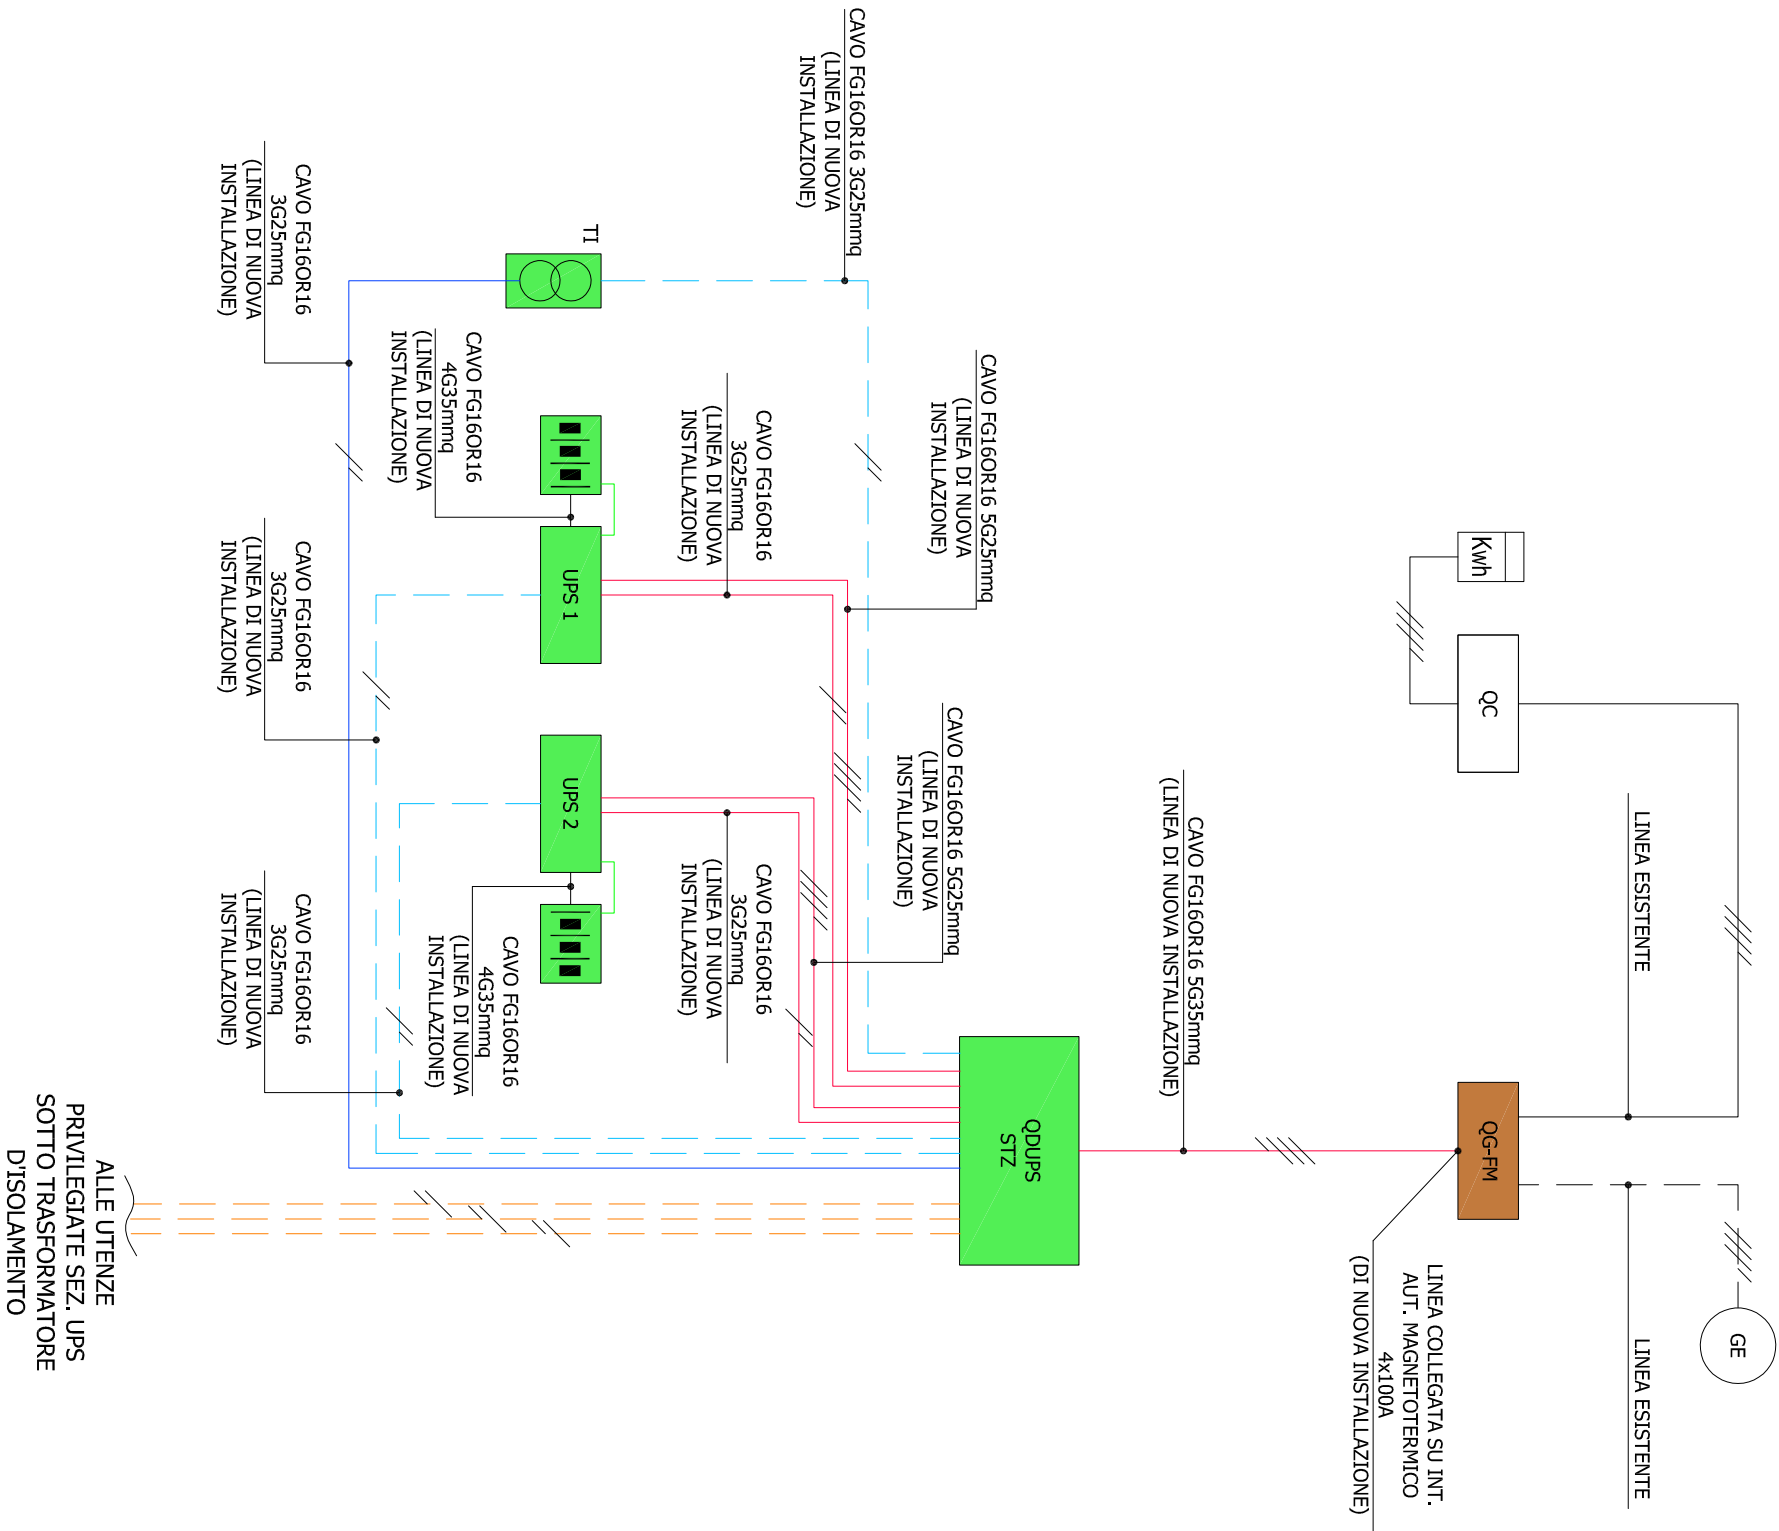 Kwh
QC
LINEA ESISTENTE
QG-FM
LINEA ESISTENTE
GE
LINEA COLLEGATA SU INT.
AUT. MAGNETOTERMICO
4x100A
(DI NUOVA INSTALLAZIONE)
CAVO FG16OR16 5G35mmq
(LINEA DI NUOVA INSTALLAZIONE)
QDUPS
STZ
CAVO FG16OR16 3G25mmq
(LINEA DI NUOVA
INSTALLAZIONE)
CAVO FG16OR16 5G25mmq
(LINEA DI NUOVA
INSTALLAZIONE)
CAVO FG16OR16 5G25mmq
(LINEA DI NUOVA
INSTALLAZIONE)
CAVO FG16OR16
3G25mmq
(LINEA DI NUOVA
INSTALLAZIONE)
CAVO FG16OR16
3G25mmq
(LINEA DI NUOVA
INSTALLAZIONE)
TI
UPS 1
UPS 2
CAVO FG16OR16
4G35mmq
(LINEA DI NUOVA
INSTALLAZIONE)
CAVO FG16OR16
4G35mmq
(LINEA DI NUOVA
INSTALLAZIONE)
CAVO FG16OR16
3G25mmq
(LINEA DI NUOVA
INSTALLAZIONE)
CAVO FG16OR16
3G25mmq
(LINEA DI NUOVA
INSTALLAZIONE)
CAVO FG16OR16
3G25mmq
(LINEA DI NUOVA
INSTALLAZIONE)
ALLE UTENZE
PRIVILEGIATE SEZ. UPS
SOTTO TRASFORMATORE
D'ISOLAMENTO